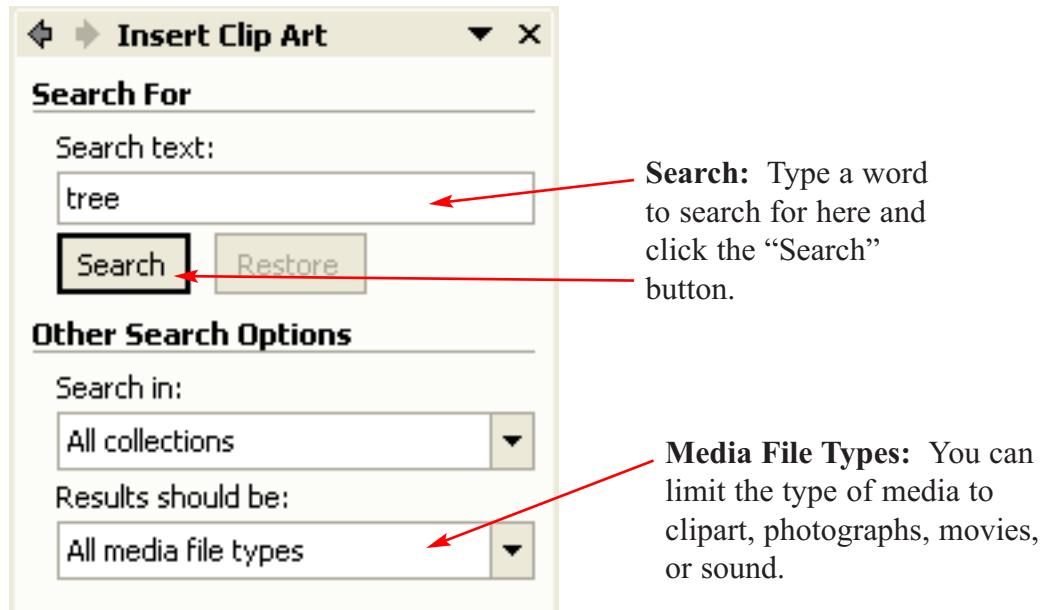 Insert Clip Art
Search For
Search text:
tree
Search Restore
Other Search Options
Search in:
All collections
Results should be:
All media file types
Search: Type a word
to search for here and
click the “Search”
button.
Media File Types: You can
limit the type of media to
clipart, photographs, movies,
or sound.